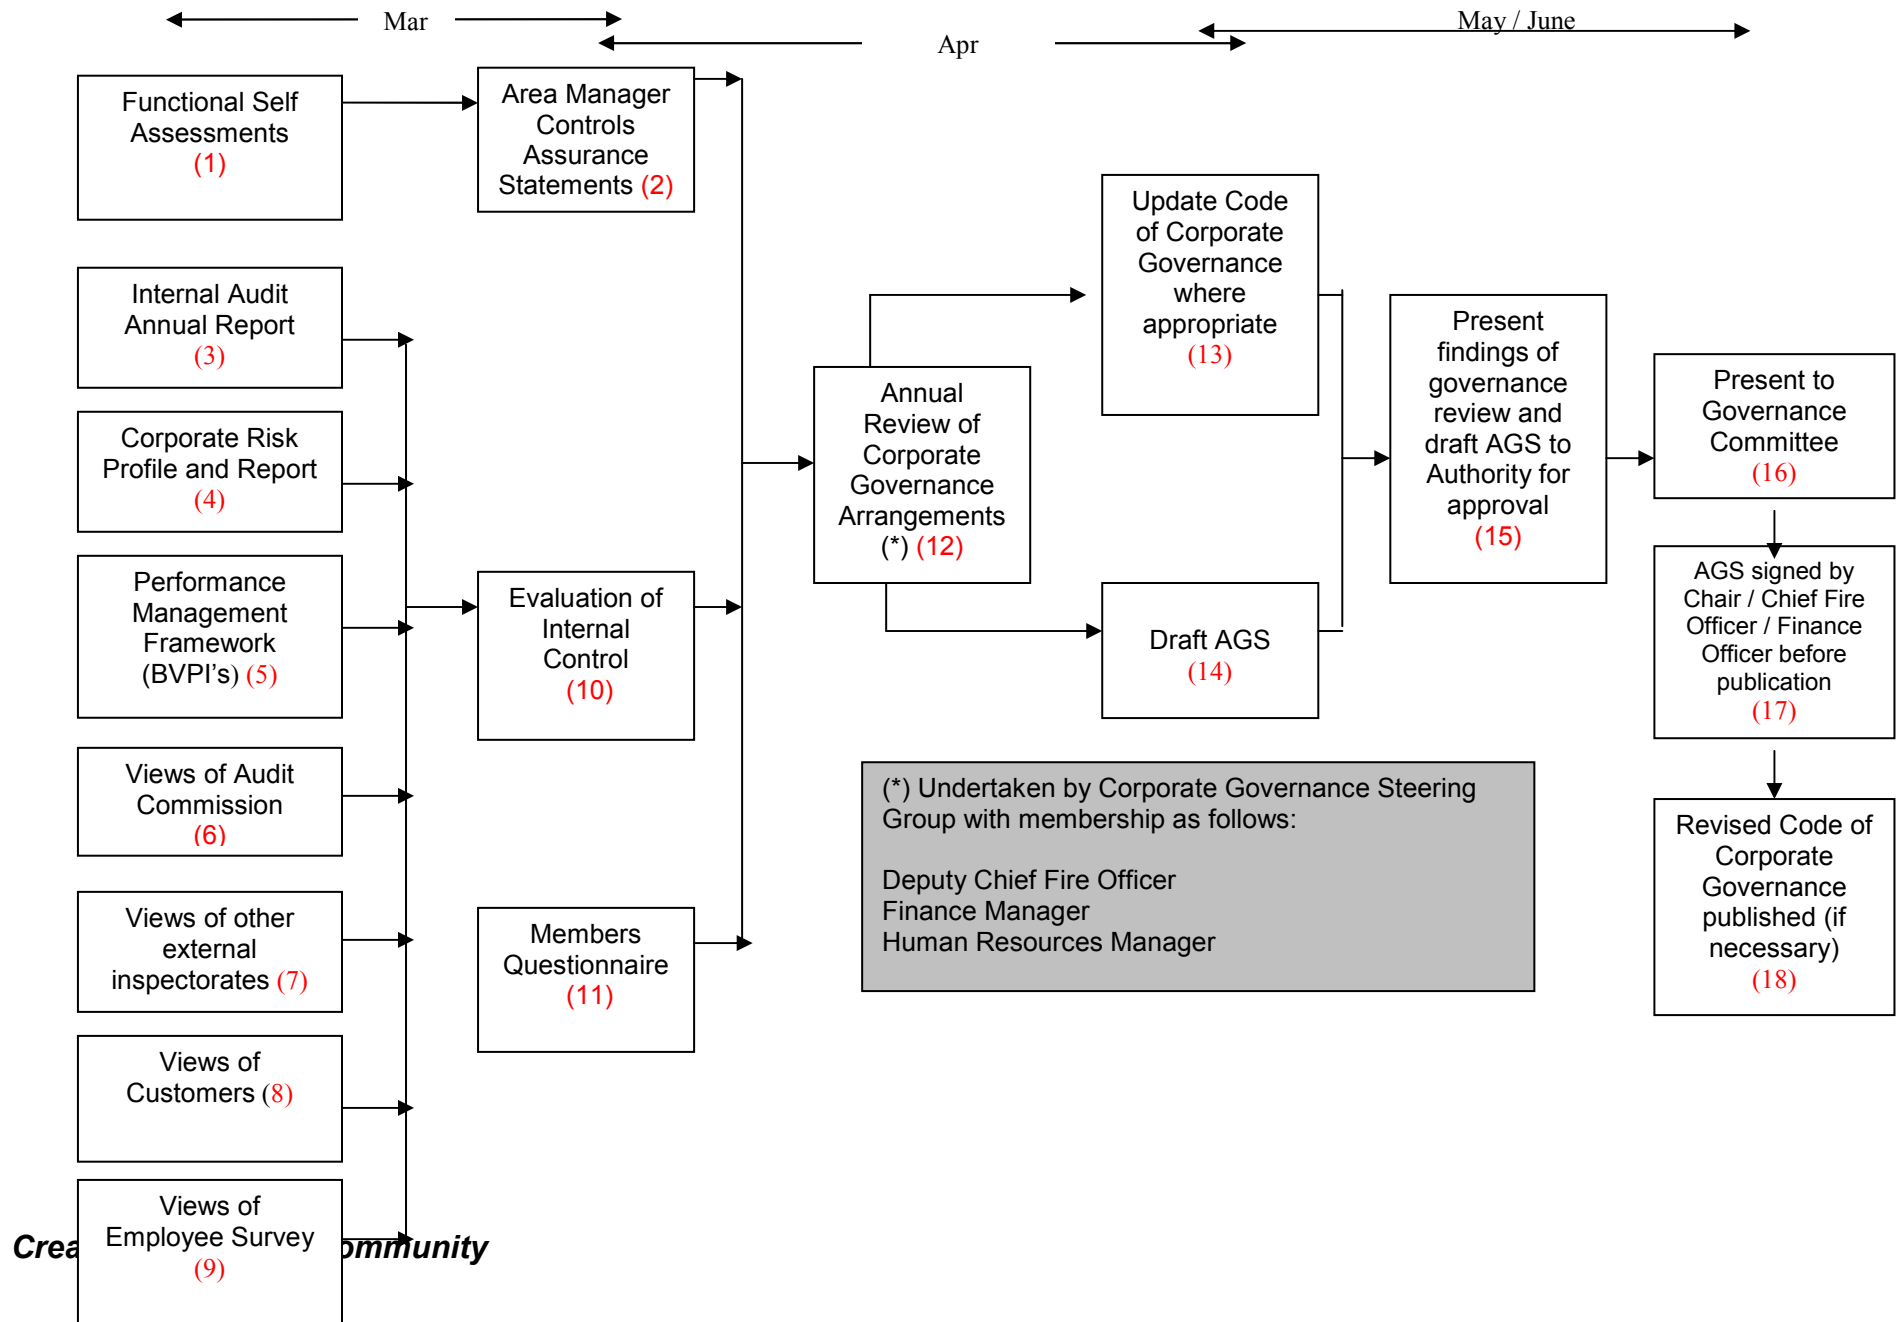 Mar
Apr
May / June
Functional Self
Assessments
(1)
Area Manager
Controls
Assurance
Statements (2)
Internal Audit
Annual Report
(3)
Corporate Risk
Profile and Report
(4)
Performance
Management
Framework
(BVPI's) (5)
Views of Audit
Commission
(6)
Views of other
external
inspectorates (7)
Views of
Customers (8)
Views of
Employee Survey
(9)
Evaluation of
Internal
Control
(10)
Members
Questionnaire
(11)
Annual
Review of
Corporate
Governance
Arrangements
(*) (12)
Update Code
of Corporate
Governance
where
appropriate
(13)
Draft AGS
(14)
Present
findings of
governance
review and
draft AGS to
Authority for
approval
(15)
Present to
Governance
Committee
(16)
AGS signed by
Chair / Chief Fire
Officer / Finance
Officer before
publication
(17)
Revised Code of
Corporate
Governance
published (if
necessary)
(18)
(*) Undertaken by Corporate Governance Steering
Group with membership as follows:
Deputy Chief Fire Officer
Finance Manager
Human Resources Manager